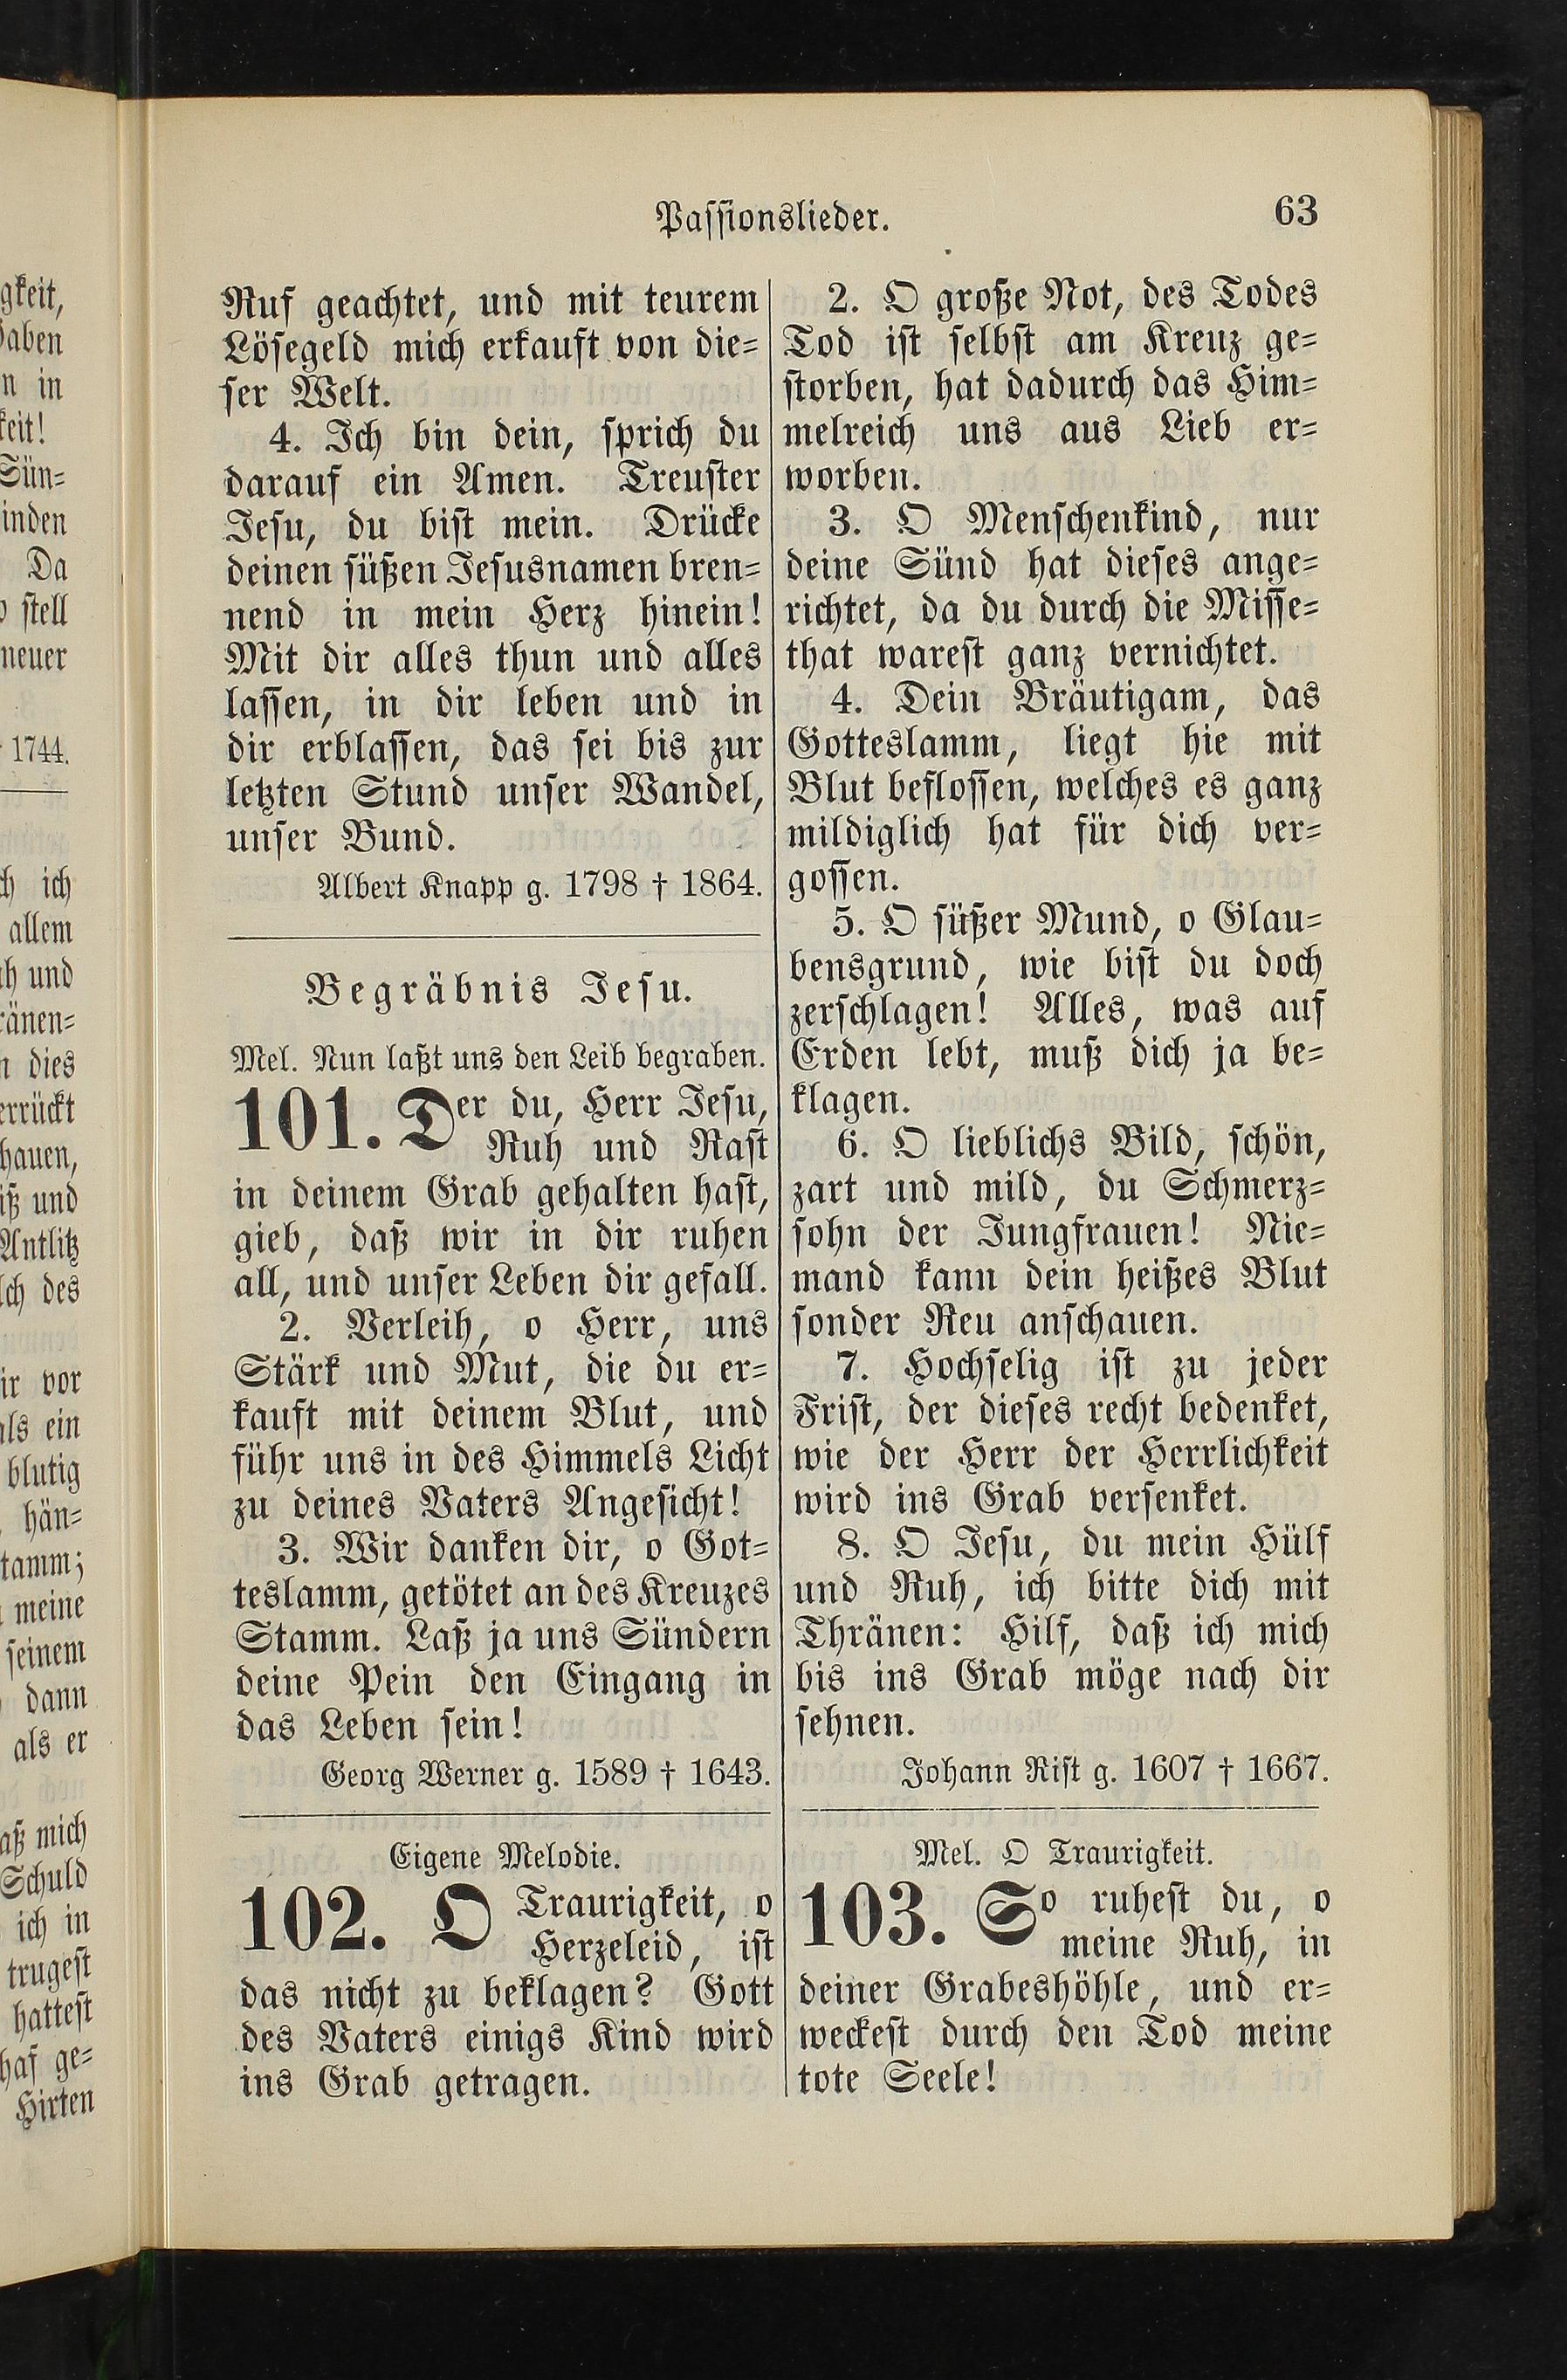 Passionslieder.
63
Ruf geachtet, und mit teurem
Lösegeld mich erkauft von die=
ser Welt.
4. Ich bin dein, sprich du
darauf ein Amen. Treuster
Jesu, du bist mein. Drücke
deinen süßen Jesusnamen bren=
nend in mein Herz hinein!
Mit dir alles thun und alles
lassen, in dir leben und in
dir erblassen, das sei bis zur
letzten Stund unser Wandel,
unser Bund.
Albert Knapp g. 1798 † 1864.
Begräbnis Jesu.
Mel. Nun laßt uns den Leib begraben.
101. Der du, Herr Jesu,
Ruh und Rast
in deinem Grab gehalten hast,
gieb, daß wir in dir ruhen
all, und unser Leben dir gefall.
2. Verleih, o Herr, uns
Stärk und Mut, die du er=
kauft mit deinem Blut, und
führ uns in des Himmels Licht
zu deines Vaters Angesicht!
3. Wir danken dir, o Got=
teslamm, getötet an des Kreuzes
Stamm. Laß ja uns Sündern
deine Pein den Eingang in
das Leben sein!
Georg Werner g. 1589 † 1643.
Eigene Melodie.
102. O Traurigkeit, o
Herzeleid, ist
das nicht zu beklagen? Gott
des Vaters einigs Kind wird
ins Grab getragen.
2. O große Not, des Todes
Tod ist selbst am Kreuz ge=
storben, hat dadurch das Him=
melreich uns aus Lieb er=
worben.
3. O Menschenkind, nur
deine Sünd hat dieses ange=
richtet, da du durch die Misse=
that warest ganz vernichtet.
4. Dein Bräutigam, das
Gotteslamm, liegt hie mit
Blut beflossen, welches es ganz
mildiglich hat für dich ver=
gossen.
5. O süßer Mund, o Glau=
bensgrund, wie bist du doch
zerschlagen! Alles, was auf
Erden lebt, muß dich ja be=
klagen.
6. O lieblichs Bild, schön,
zart und mild, du Schmerz=
sohn der Jungfrauen! Nie=
mand kann dein heißes Blut
sonder Reu anschauen.
7. Hochselig ist zu jeder
Frist, der dieses recht bedenket,
wie der Herr der Herrlichkeit
wird ins Grab versenket.
8. O Jesu, du mein Hülf
und Ruh, ich bitte dich mit
Thränen: Hilf, daß ich mich
bis ins Grab möge nach dir
sehnen.
Johann Rist g. 1607 † 1667.
Mel. O Traurigkeit.
103. So ruhest du, o
meine Ruh, in
deiner Grabeshöhle, und er=
weckest durch den Tod meine
tote Seele!